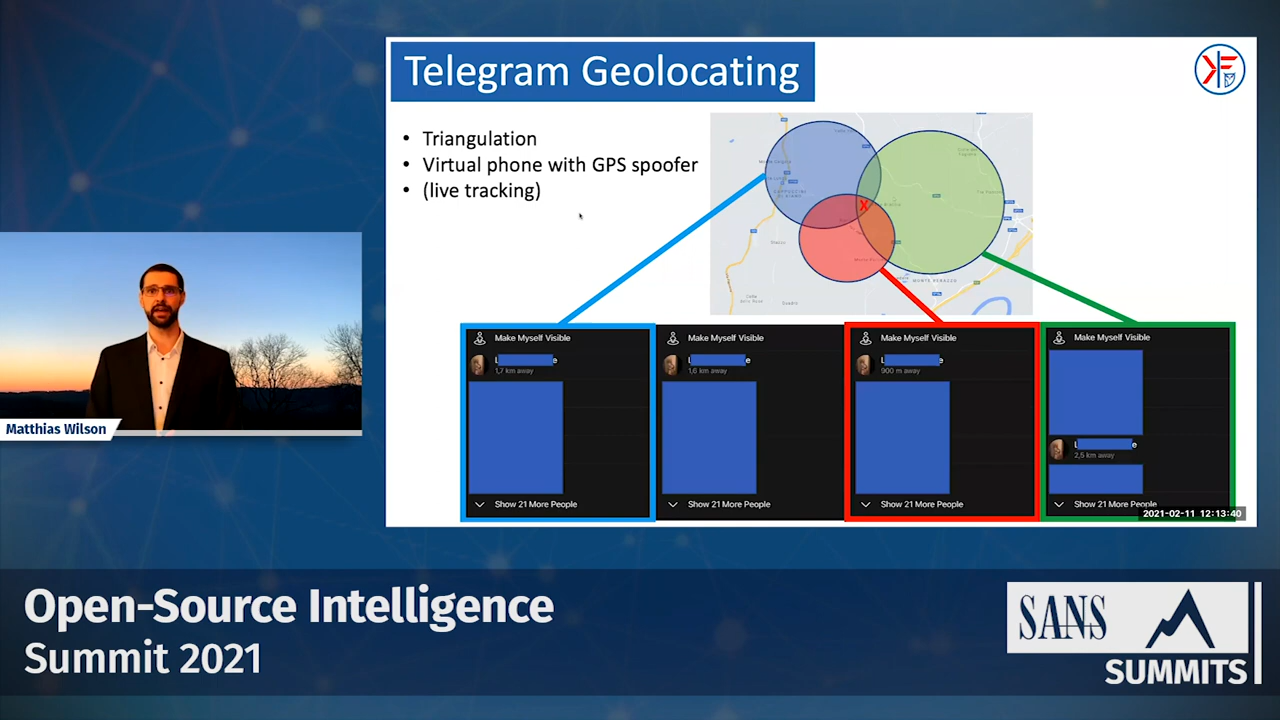 Telegram Geolocating
• Triangulation
• Virtual phone with GPS spoofer
• (live tracking)
X
MONTE BERAZZO
Make Myself Visible
L e
1,7 km away
Show 21 More People
Make Myself Visible
L e
1,6 km away
Show 21 More People
Make Myself Visible
L e
900 m away
Show 21 More People
Make Myself Visible
L e
2,5 km away
Show 21 More People
2021-02-11 12:13:40
Matthias Wilson
Open-Source Intelligence
Summit 2021
SANS
SUMMITS